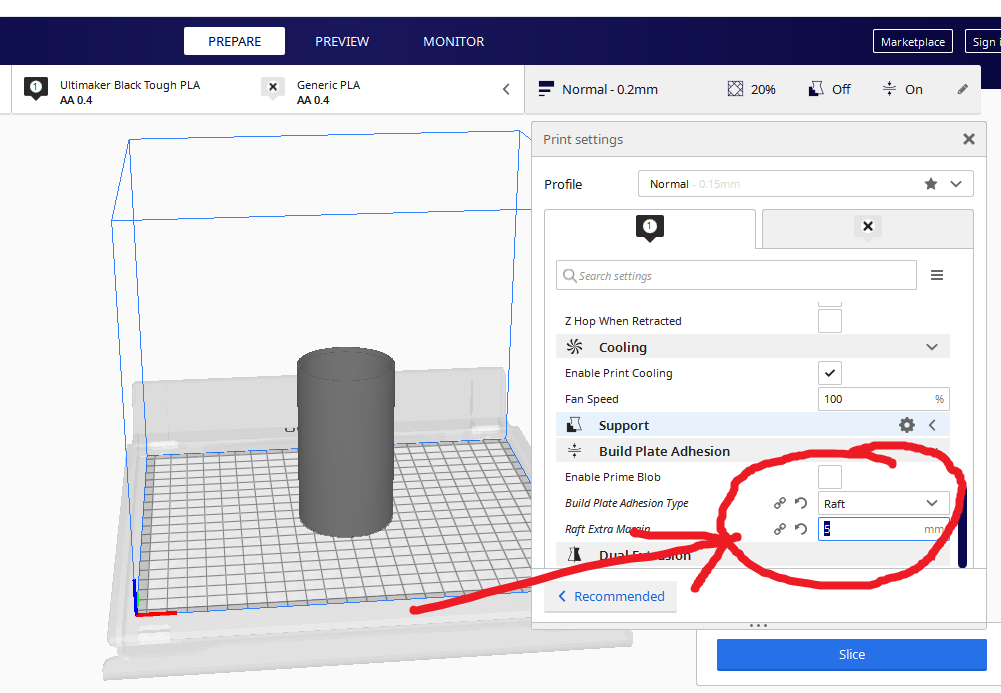 PREPARE PREVIEW MONITOR Marketplace Sign i
1 Ultimaker Black Tough PLA
AA 0.4
Generic PLA
AA 0.4
Normal - 0.2mm 20% Off On
Print settings
Profile Normal - 0.15mm
1
Search settings
Z Hop When Retracted
Cooling
Enable Print Cooling
Fan Speed 100 %
Support
Build Plate Adhesion
Enable Prime Blob
Build Plate Adhesion Type Raft
Raft Extra Margin 5 mm
Dual Extrusion
Recommended
Slice